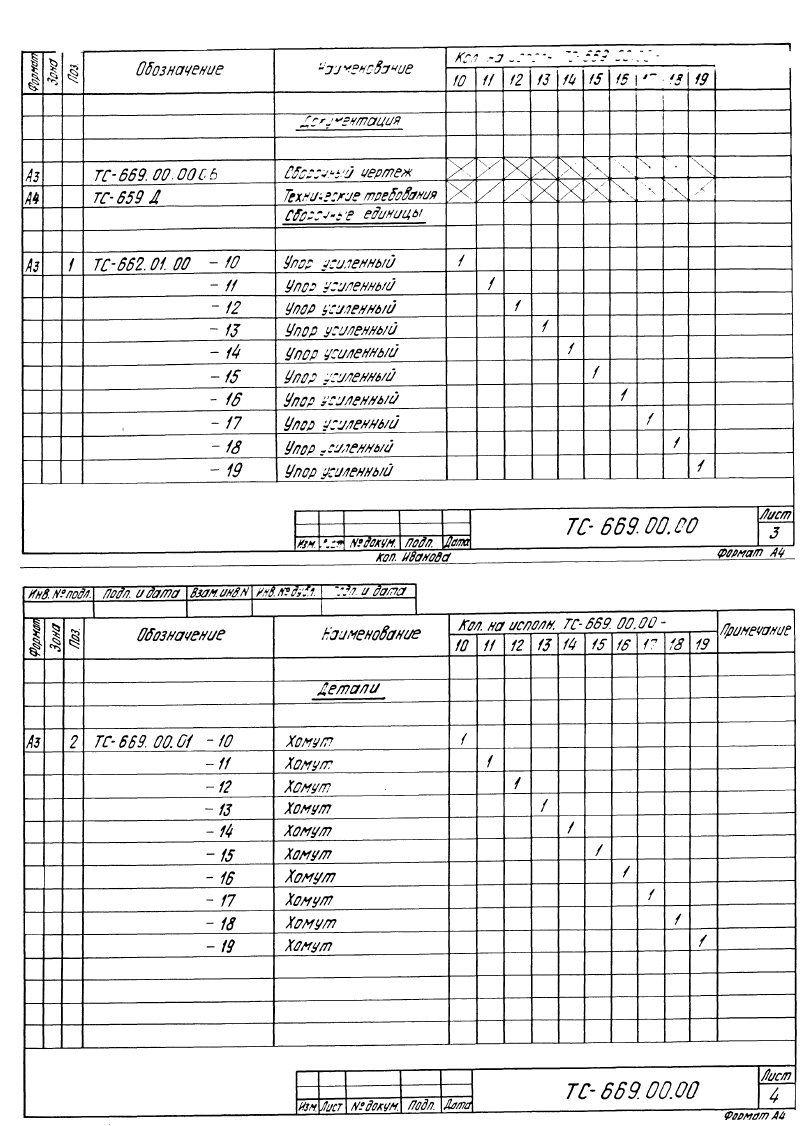 Формат Зона Поз. Обозначение Наименование
10 11 12 13 14 15 16 17 18 19
Документация
А3 ТС-669.00.00СБ Сборочный чертеж
А4 ТС-659 Д Технические требования
Сборочные единицы
А3 1 ТС-662.01.00 -10 Упор усиленный 1
-11 Упор усиленный 1
-12 Упор усиленный 1
-13 Упор усиленный 1
-14 Упор усиленный 1
-15 Упор усиленный 1
-16 Упор усиленный 1
-17 Упор усиленный 1
-18 Упор усиленный 1
-19 Упор усиленный 1
ТС-669.00.00 Лист
3
Изм. Лист № докум. Подп. Дата
Коп. Иванова Формат А4
Инв. № подл. Подп. и дата Взам. инв. N Инв. № дубл. Подп. и дата
Формат Зона Поз. Обозначение Наименование Кол. на исполн. ТС-669.00.00- Примечание
10 11 12 13 14 15 16 17 18 19
Детали
А3 2 ТС-669.00.01 -10 Хомут 1
-11 Хомут 1
-12 Хомут 1
-13 Хомут 1
-14 Хомут 1
-15 Хомут 1
-16 Хомут 1
-17 Хомут 1
-18 Хомут 1
-19 Хомут 1
ТС-669.00.00 Лист
4
Изм Лист № докум. Подп. Дата
Формат А4